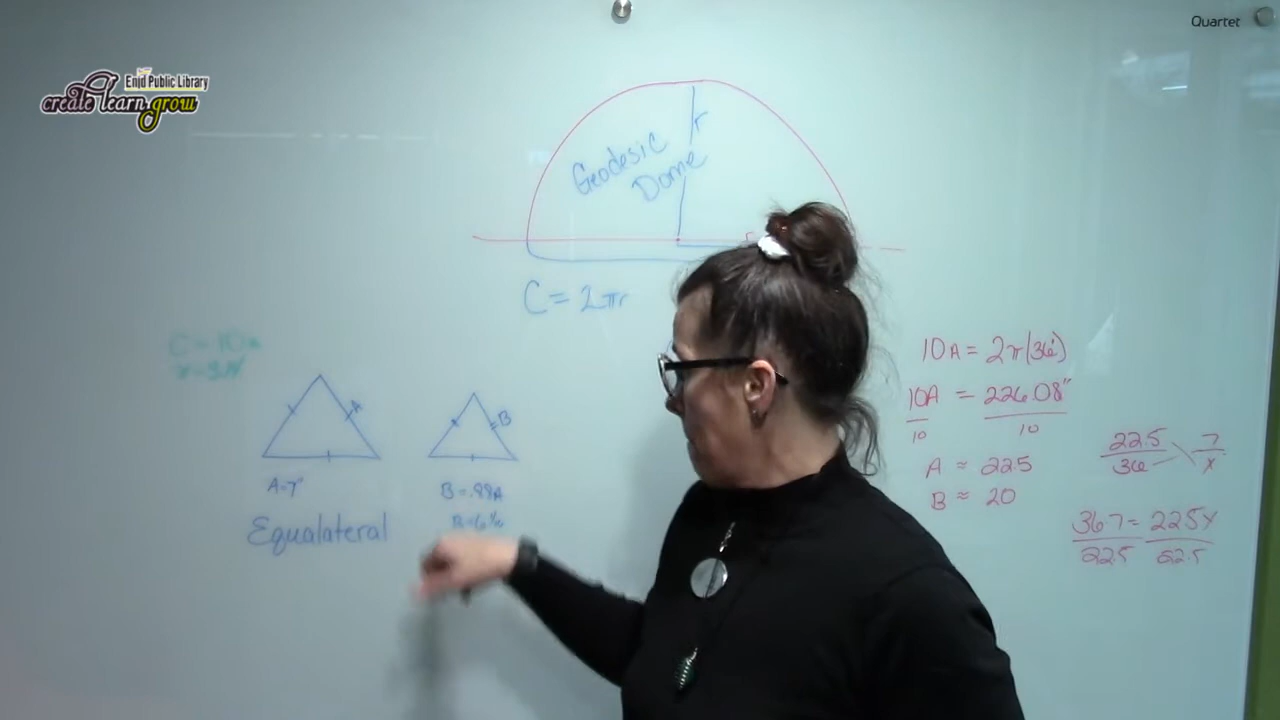 Quartet
Enid Public Library
create learn grow
r
Geodesic
Dome
C = 2πr
10A = 2π(36")
10A = 226.08"
10 10
A ≈ 22.5
B ≈ 20
22.5 7
36 x
36·7 = 22.5x
22.5 22.5
A
B
A=7"
B=.88A
Equalateral